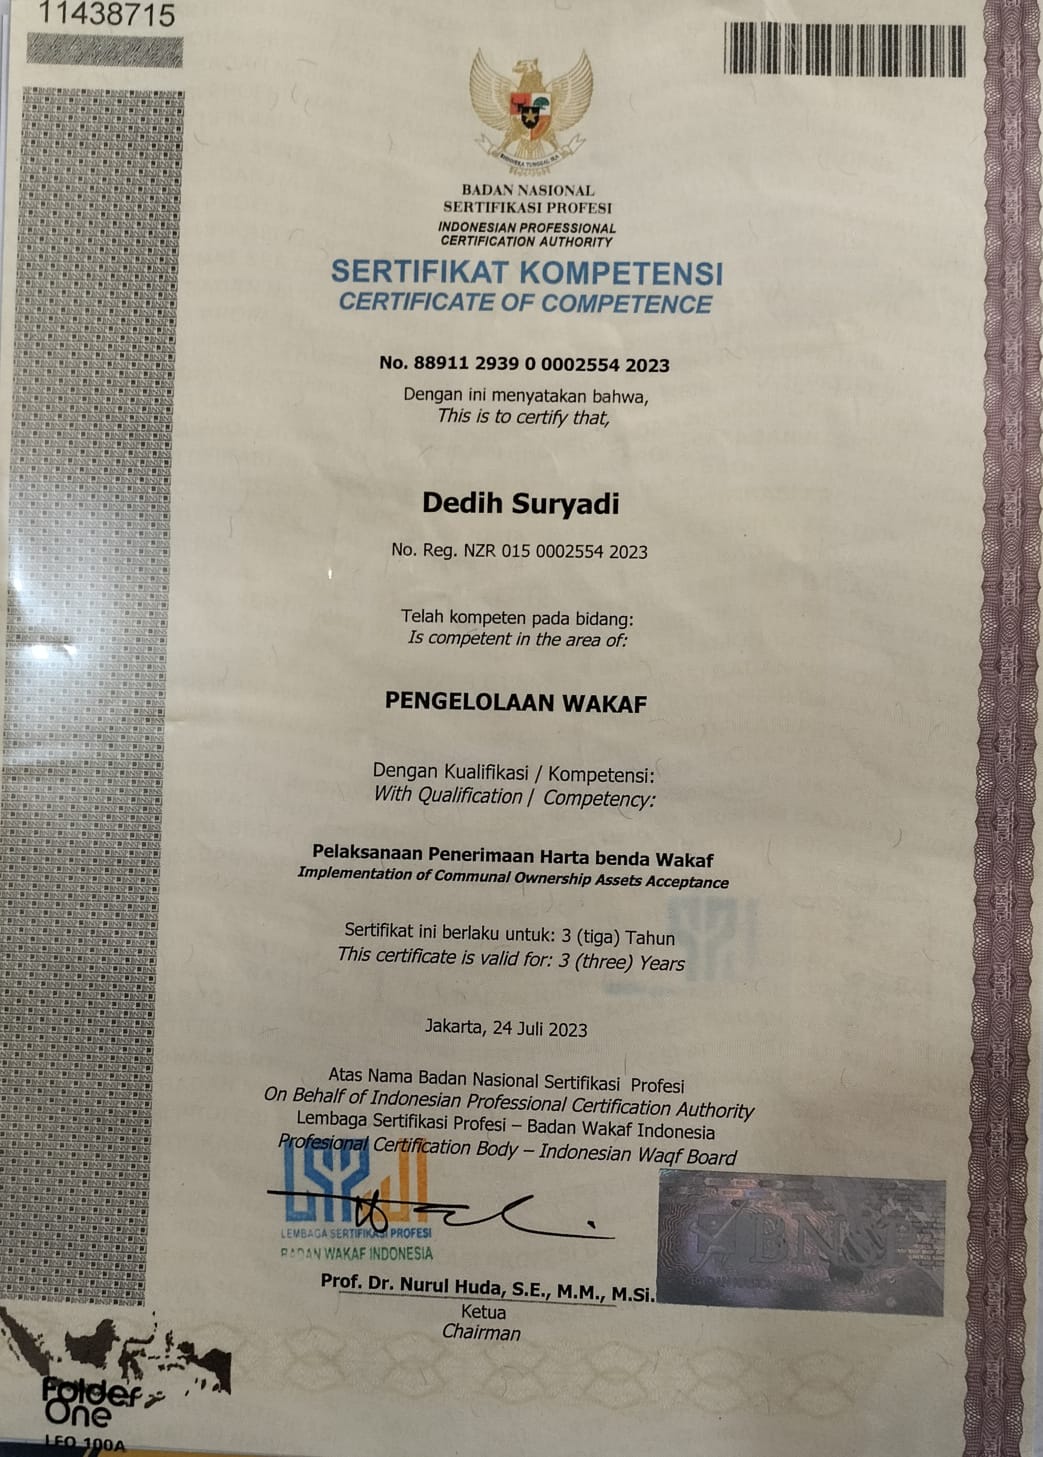 11438715
BHINNEKA TUNGGAL IKA
BADAN NASIONAL
SERTIFIKASI PROFESI
INDONESIAN PROFESSIONAL
CERTIFICATION AUTHORITY
SERTIFIKAT KOMPETENSI
CERTIFICATE OF COMPETENCE
No. 88911 2939 0 0002554 2023
Dengan ini menyatakan bahwa,
This is to certify that,
Dedih Suryadi
No. Reg. NZR 015 0002554 2023
Telah kompeten pada bidang:
Is competent in the area of:
PENGELOLAAN WAKAF
Dengan Kualifikasi / Kompetensi:
With Qualification / Competency:
Pelaksanaan Penerimaan Harta benda Wakaf
Implementation of Communal Ownership Assets Acceptance
Sertifikat ini berlaku untuk: 3 (tiga) Tahun
This certificate is valid for: 3 (three) Years
Jakarta, 24 Juli 2023
Atas Nama Badan Nasional Sertifikasi Profesi
On Behalf of Indonesian Professional Certification Authority
Lembaga Sertifikasi Profesi – Badan Wakaf Indonesia
Profesional Certification Body – Indonesian Waqf Board
LEMBAGA SERTIFIKASI PROFESI
BADAN WAKAF INDONESIA
Prof. Dr. Nurul Huda, S.E., M.M., M.Si.
Ketua
Chairman
Folder
One
LFO 100A